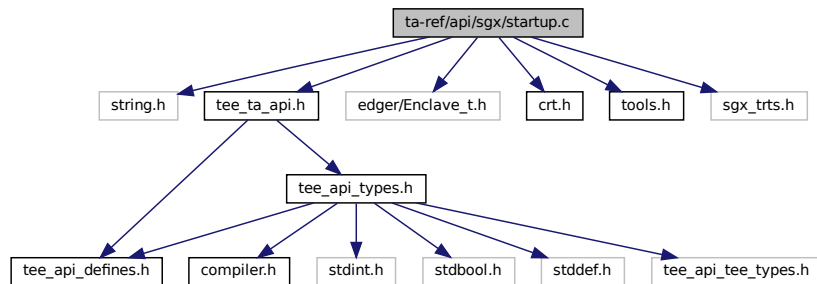 ta-ref/api/sgx/startup.c
string.h
tee_ta_api.h
edger/Enclave_t.h
crt.h
tools.h
sgx_trts.h
tee_api_types.h
tee_api_defines.h
compiler.h
stdint.h
stdbool.h
stddef.h
tee_api_tee_types.h